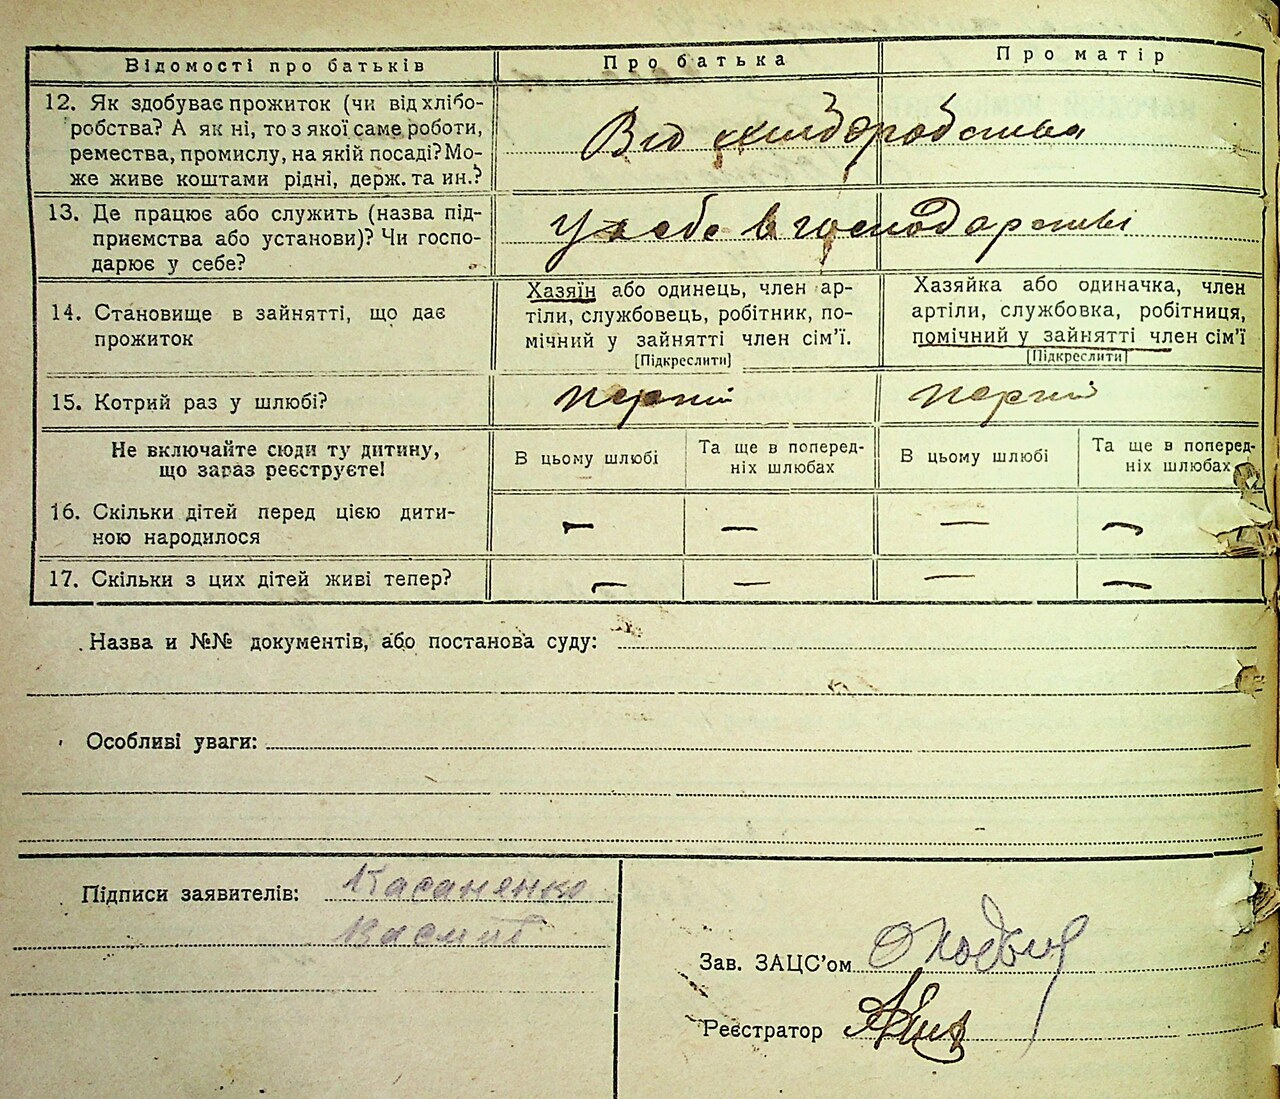 Відомості про батьків Про батька Про матір
12. Як здобуває прожиток (чи від хлібо-
робства? А як ні, то з якої саме роботи,
ремества, промислу, на якій посаді? Мо-
же живе коштами рідні, держ. та ин.?
Від хліборобства
13. Де працює або служить (назва під-
приємства або установи)? Чи госпо-
дарює у себе?
у себе в господарстві
14. Становище в зайнятті, що дає
прожиток
Хазяїн або одинець, член ар-
тіли, службовець, робітник, по-
мічний у зайнятті член сім'ї.
[Підкреслити]
Хазяйка або одиначка, член
артіли, службовка, робітниця,
помічний у зайнятті член сім'ї
[Підкреслити]
15. Котрий раз у шлюбі?
Не включайте сюди ту дитину,
що зараз реєструєте!
В цьому шлюбі
Та ще в поперед-
ніх шлюбах
В цьому шлюбі
Та ще в поперед-
ніх шлюбах
16. Скільки дітей перед цією дити-
ною народилося
— — — —
17. Скільки з цих дітей живі тепер?
— — — —
Назва и №№ документів, або постанова суду:
Особливі уваги:
Підписи заявителів: Касаненко
Зав. ЗАЦС'ом
Реєстратор